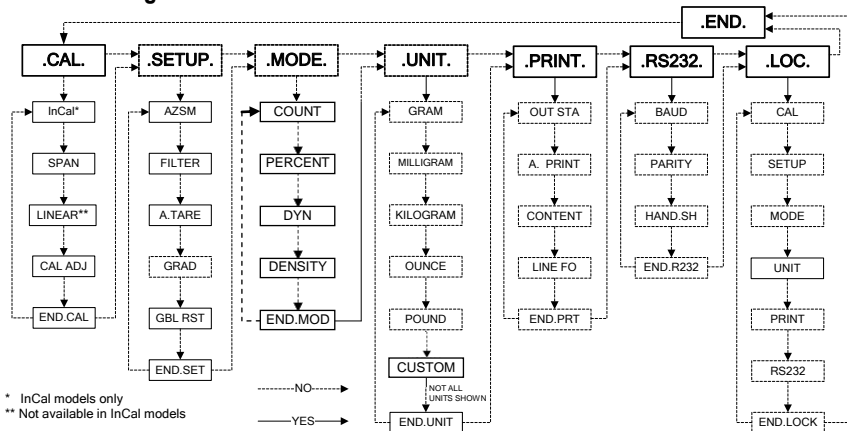 .END.
.CAL. .SETUP. .MODE. .UNIT. .PRINT. .RS232. .LOC.
InCal* AZSM COUNT GRAM OUT STA BAUD CAL
SPAN FILTER PERCENT MILLIGRAM A. PRINT PARITY SETUP
LINEAR** A.TARE DYN KILOGRAM CONTENT HAND.SH MODE
CAL ADJ GRAD DENSITY OUNCE LINE FO END.R232 UNIT
END.CAL GBL RST END.MOD POUND END.PRT PRINT
END.SET CUSTOM RS232
NO
NOT ALL
UNITS SHOWN
* InCal models only
** Not available in InCal models
YES
END.UNIT END.LOCK